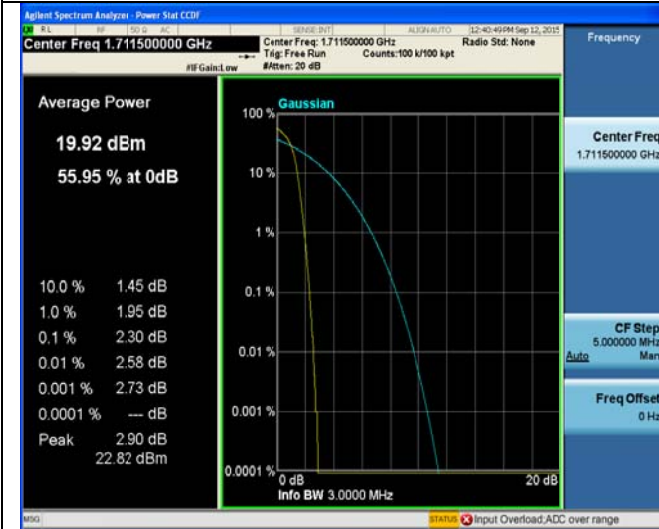 Agilent Spectrum Analyzer - Power Stat CCDF
RL RF 50 Ω AC SENSE:INT ALIGN AUTO 12:40:49 PM Sep 12, 2015
Center Freq 1.711500000 GHz
Center Freq: 1.711500000 GHz Radio Std: None
Trig: Free Run Counts:100 k/100 kpt
#IFGain:Low #Atten: 20 dB
Frequency
Average Power
19.92 dBm
55.95 % at 0dB
10.0 % 1.45 dB
1.0 % 1.95 dB
0.1 % 2.30 dB
0.01 % 2.58 dB
0.001 % 2.73 dB
0.0001 % --- dB
Peak 2.90 dB
22.82 dBm
Gaussian
100 %
10 %
1 %
0.1 %
0.01 %
0.001 %
0.0001 %
0 dB 20 dB
Info BW 3.0000 MHz
Center Freq
1.711500000 GHz
CF Step
5.000000 MHz
Auto Man
Freq Offset
0 Hz
MSG STATUS Input Overload;ADC over range